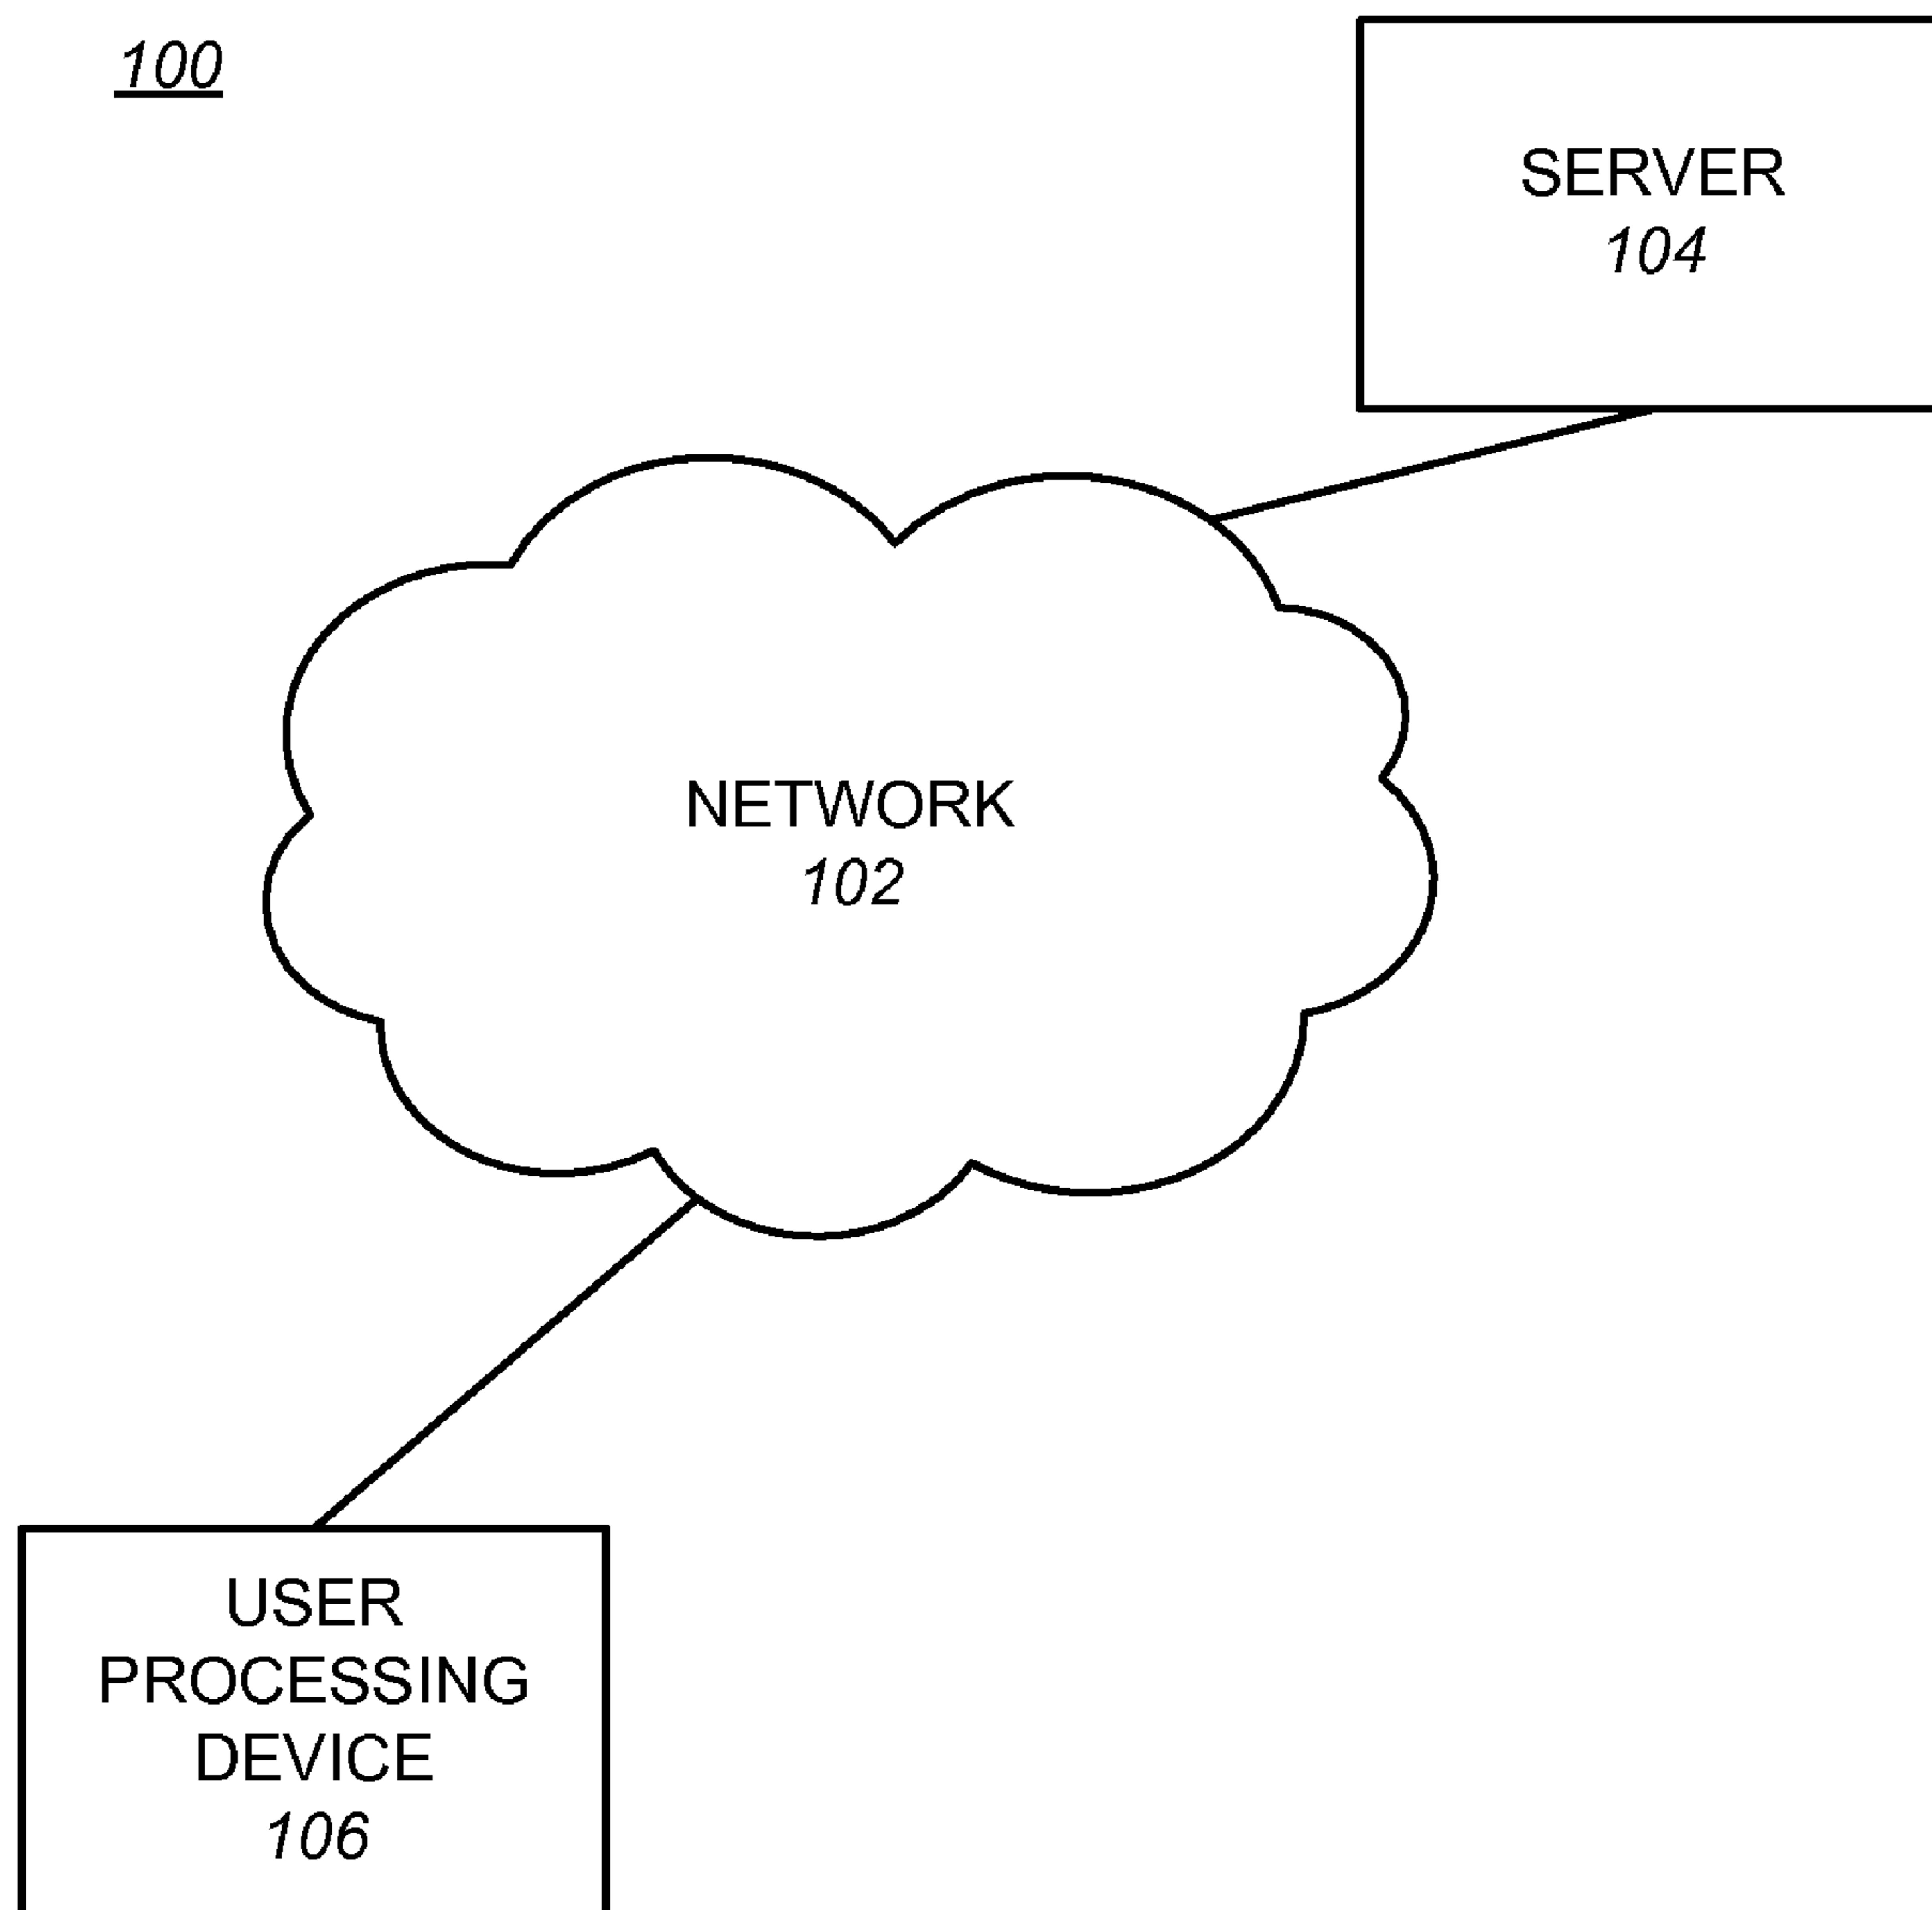 100
SERVER
104
NETWORK
102
USER
PROCESSING
DEVICE
106